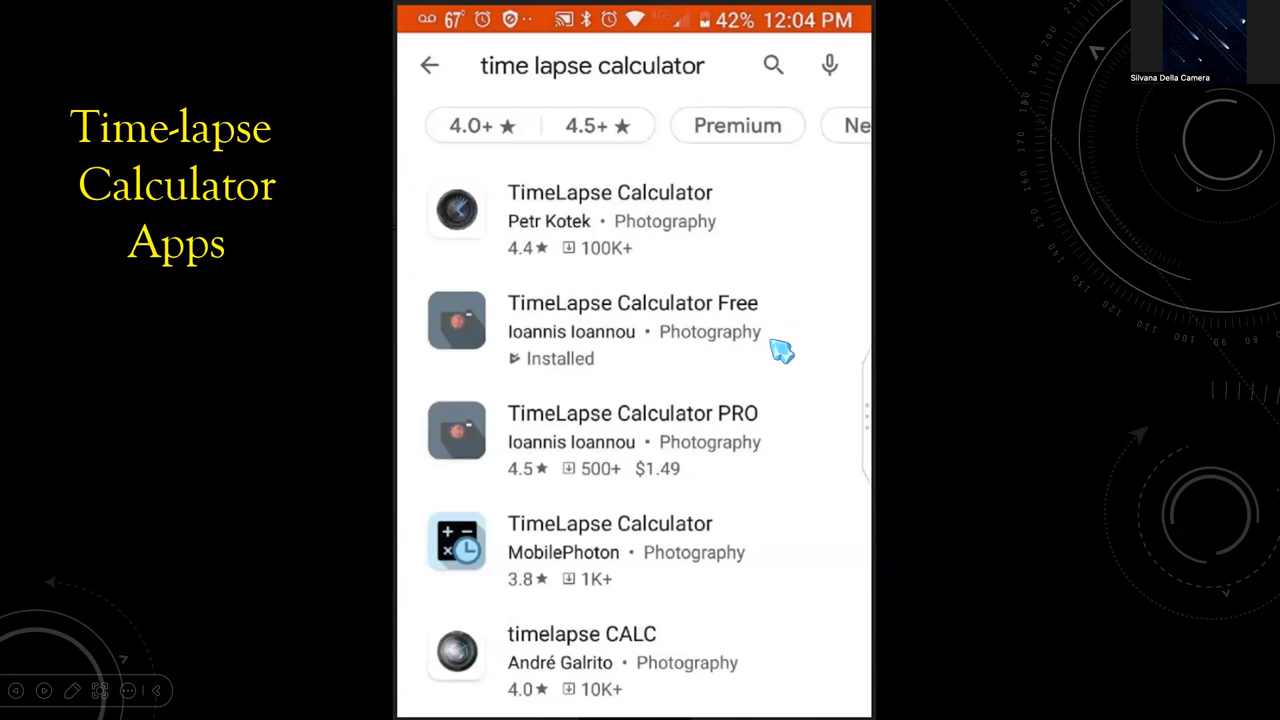 67° 42% 12:04 PM
time lapse calculator
4.0+ ★ 4.5+ ★ Premium Ne
Silvana Della Camera
Time-lapse
Calculator
Apps
TimeLapse Calculator
Petr Kotek • Photography
4.4★ 100K+
TimeLapse Calculator Free
Ioannis Ioannou • Photography
Installed
TimeLapse Calculator PRO
Ioannis Ioannou • Photography
4.5★ 500+ $1.49
TimeLapse Calculator
MobilePhoton • Photography
3.8★ 1K+
timelapse CALC
André Galrito • Photography
4.0★ 10K+